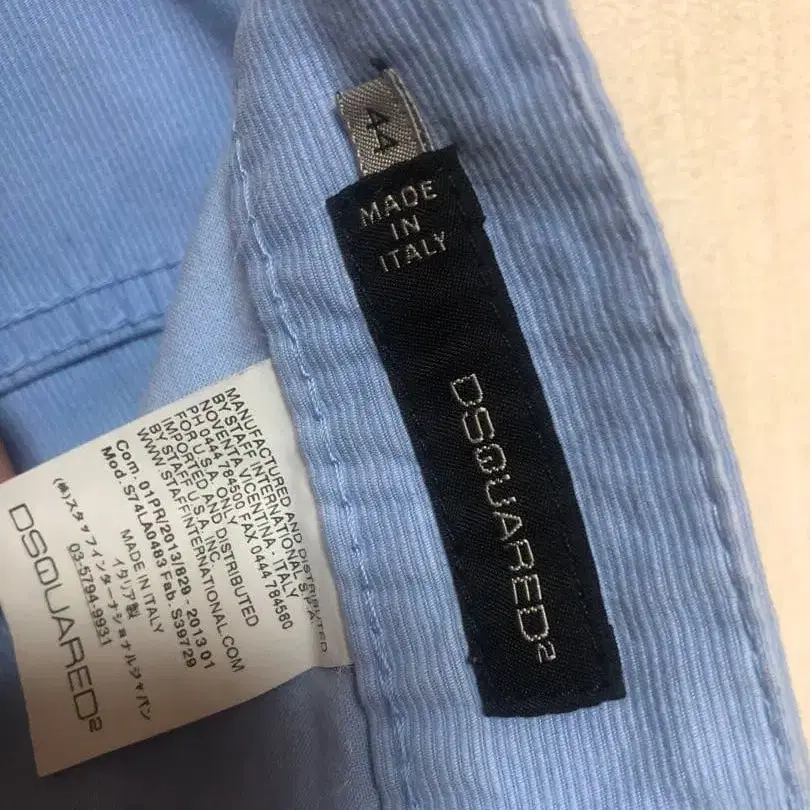 44
MADE
IN
ITALY
DSQUARED2
MANUFACTURED AND DISTRIBUTED
BY STAFF INTERNATIONAL S.P.A.
NOVENTA VICENTINA - ITALY
PH 0444 784500 FAX 0444 784580
FOR U.S.A. ONLY
IMPORTED AND DISTRIBUTED
BY STAFF U.S.A. INC.
WWW.STAFFINTERNATIONAL.COM
Com. 01PR/2013/829 - 2013 01
Mod. S74LA0483 Fab. S39729
MADE IN ITALY
イタリア製
(株)スタッフインターナショナルジャパン
03-5794-9931
DSQUARED2